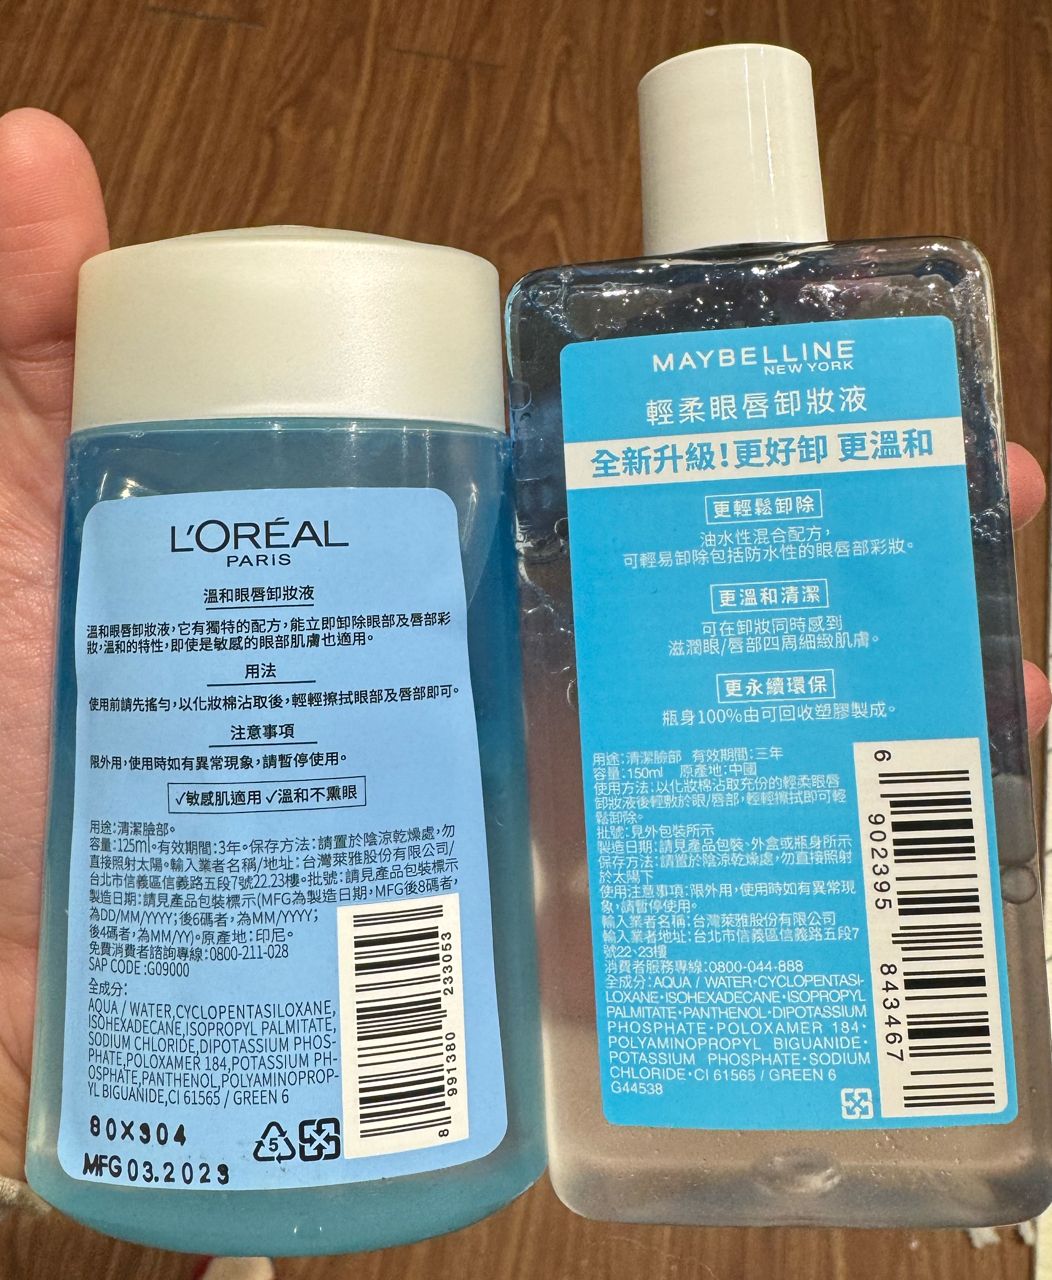 L'ORÉAL
PARIS
溫和眼唇卸妝液
溫和眼唇卸妝液,它有獨特的配方,能立即卸除眼部及唇部彩
妝,溫和的特性,即使是敏感的眼部肌膚也適用。
用法
使用前請先搖勻,以化妝棉沾取後,輕輕擦拭眼部及唇部即可。
注意事項
限外用,使用時如有異常現象,請暫停使用。
✓敏感肌適用 ✓溫和不熏眼
用途:清潔臉部。
容量:125ml。有效期間:3年。保存方法:請置於陰涼乾燥處,勿
直接照射太陽。輸入業者名稱/地址:台灣萊雅股份有限公司/
台北市信義區信義路五段7號22.23樓。批號:請見產品包裝標示
製造日期:請見產品包裝標示(MFG為製造日期,MFG後8碼者,
為DD/MM/YYYY;後6碼者,為MM/YYYY;
後4碼者,為MM/YY)。原產地:印尼。
免費消費者諮詢專線:0800-211-028
SAP CODE :G09000
全成分:
AQUA / WATER,CYCLOPENTASILOXANE,
ISOHEXADECANE,ISOPROPYL PALMITATE,
SODIUM CHLORIDE,DIPOTASSIUM PHOS-
PHATE,POLOXAMER 184,POTASSIUM PH-
OSPHATE,PANTHENOL,POLYAMINOPROP-
YL BIGUANIDE,CI 61565 / GREEN 6
80X304
MFG 03.2023
5
8 991380 233053
MAYBELLINE
NEW YORK
輕柔眼唇卸妝液
全新升級!更好卸 更溫和
更輕鬆卸除
油水性混合配方,
可輕易卸除包括防水性的眼唇部彩妝。
更溫和清潔
可在卸妝同時感到
滋潤眼/唇部四周細緻肌膚。
更永續環保
瓶身100%由可回收塑膠製成。
用途:清潔臉部 有效期間:三年
容量:150ml 原產地:中國
使用方法:以化妝棉沾取充份的輕柔眼唇
卸妝液後輕敷於眼/唇部,輕輕擦拭即可輕
鬆卸除。
批號:見外包裝所示
製造日期:請見產品包裝、外盒或瓶身所示
保存方法:請置於陰涼乾燥處,勿直接照射
於太陽下
使用注意事項:限外用,使用時如有異常現
象,請暫停使用。
輸入業者名稱:台灣萊雅股份有限公司
輸入業者地址:台北市信義區信義路五段7
號22、23樓
消費者服務專線:0800-044-888
全成分:AQUA / WATER•CYCLOPENTASI-
LOXANE•ISOHEXADECANE•ISOPROPYL
PALMITATE•PANTHENOL•DIPOTASSIUM
PHOSPHATE•POLOXAMER 184•
POLYAMINOPROPYL BIGUANIDE•
POTASSIUM PHOSPHATE•SODIUM
CHLORIDE•CI 61565 / GREEN 6
G44538
6 902395 843467